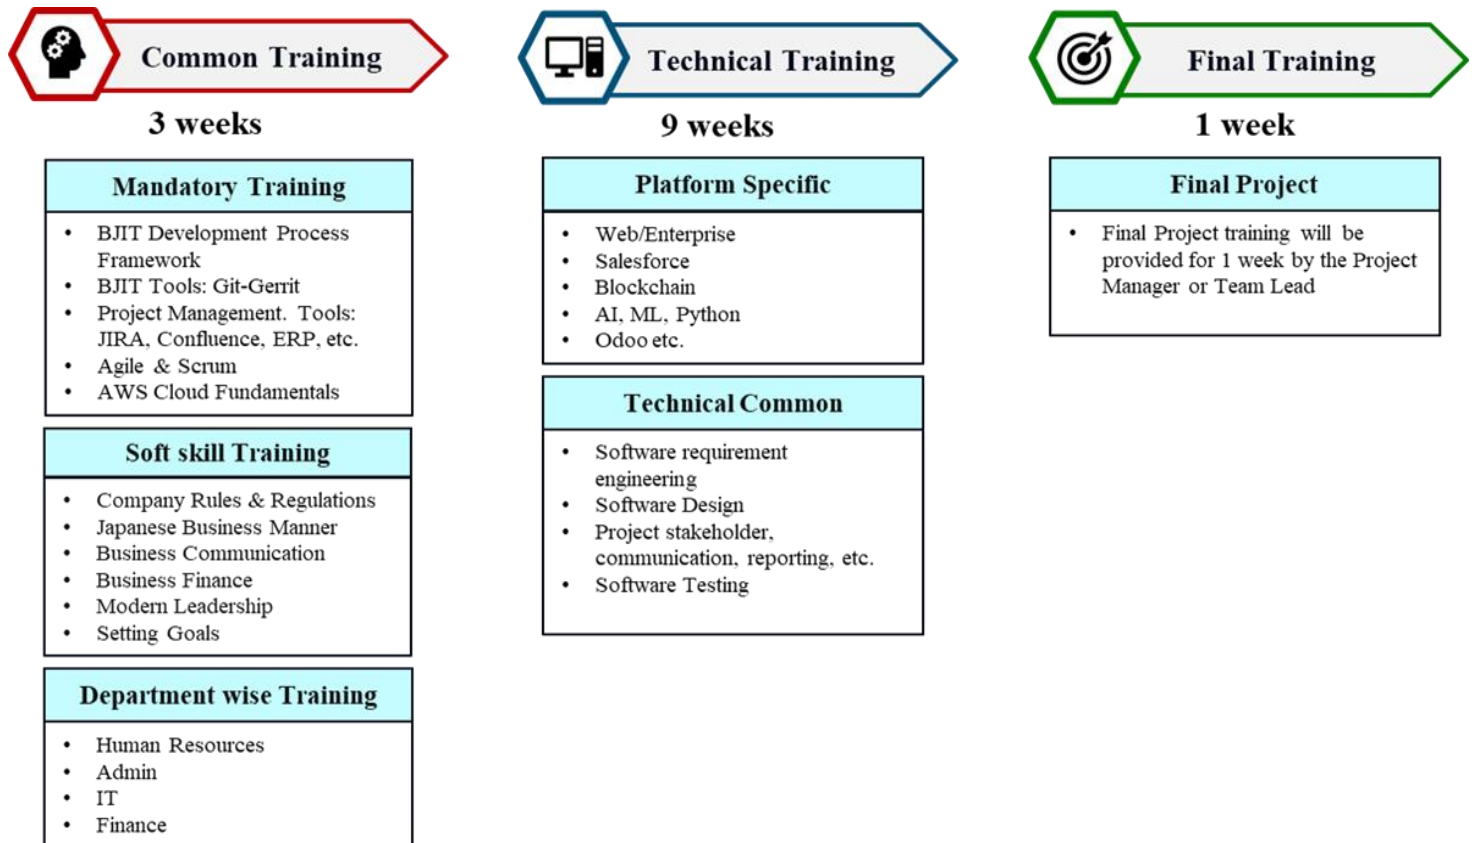 Common Training
3 weeks
Mandatory Training
• BJIT Development Process
Framework
• BJIT Tools: Git-Gerrit
• Project Management. Tools:
JIRA, Confluence, ERP, etc.
• Agile & Scrum
• AWS Cloud Fundamentals
Soft skill Training
• Company Rules & Regulations
• Japanese Business Manner
• Business Communication
• Business Finance
• Modern Leadership
• Setting Goals
Department wise Training
• Human Resources
• Admin
• IT
• Finance
Technical Training
9 weeks
Platform Specific
• Web/Enterprise
• Salesforce
• Blockchain
• AI, ML, Python
• Odoo etc.
Technical Common
• Software requirement
engineering
• Software Design
• Project stakeholder,
communication, reporting, etc.
• Software Testing
Final Training
1 week
Final Project
• Final Project training will be
provided for 1 week by the Project
Manager or Team Lead